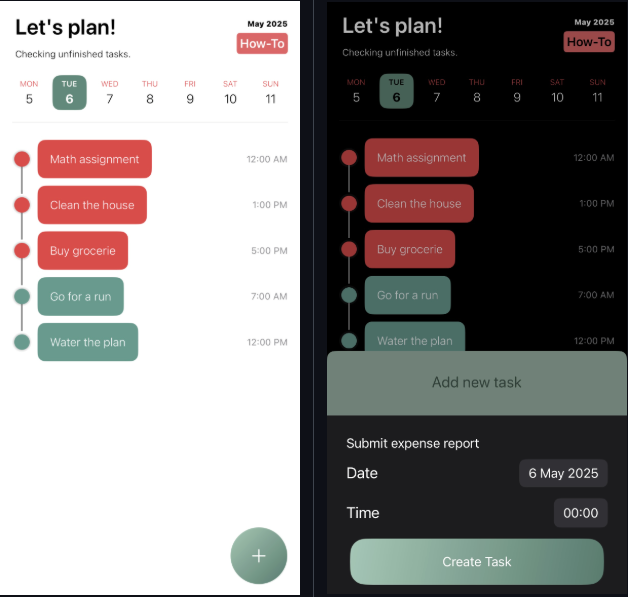 Let's plan!
May 2025
How-To
Checking unfinished tasks.
MON TUE WED THU FRI SAT SUN
5 6 7 8 9 10 11
Math assignment 12:00 AM
Clean the house 1:00 PM
Buy grocerie 5:00 PM
Go for a run 7:00 AM
Water the plan 12:00 PM
+
Let's plan!
May 2025
How-To
Checking unfinished tasks.
MON TUE WED THU FRI SAT SUN
5 6 7 8 9 10 11
Math assignment 12:00 AM
Clean the house 1:00 PM
Buy grocerie 5:00 PM
Go for a run 7:00 AM
Water the plan 12:00 PM
Add new task
Submit expense report
Date 6 May 2025
Time 00:00
Create Task